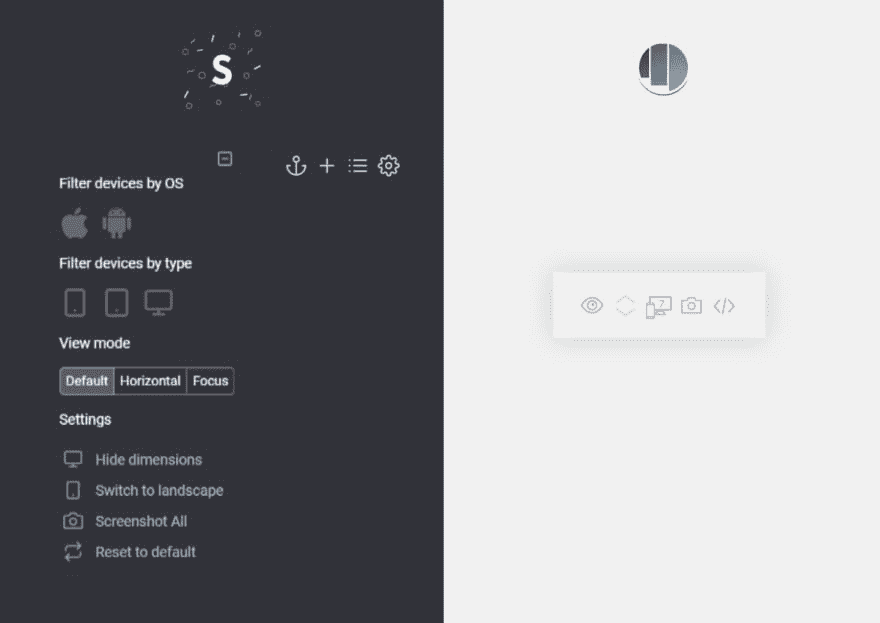 S
Filter devices by OS
Filter devices by type
View mode
Default Horizontal Focus
Settings
Hide dimensions
Switch to landscape
Screenshot All
Reset to default
7